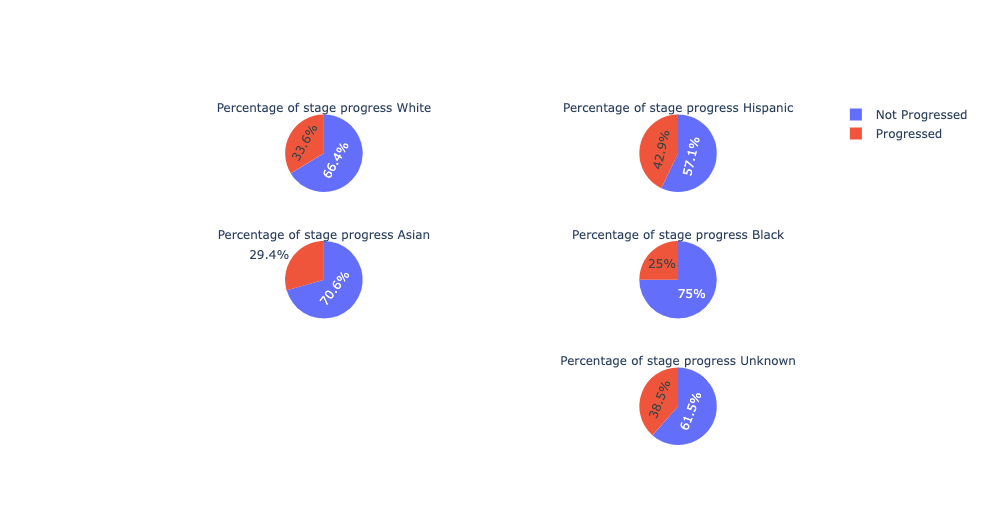 Percentage of stage progress White
33.6%
66.4%
Percentage of stage progress Hispanic
42.9%
57.1%
Not Progressed
Progressed
Percentage of stage progress Asian
29.4%
70.6%
Percentage of stage progress Black
25%
75%
Percentage of stage progress Unknown
38.5%
61.5%